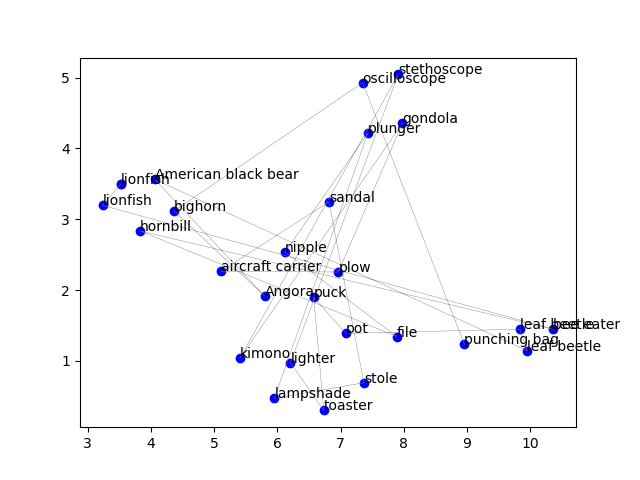 stethoscope
oscilloscope
gondola
plunger
American black bear
lionfish
lionfish
bighorn
sandal
hornbill
nipple
aircraft carrier
plow
Angora
puck
leaf beetle
bee eater
pot
file
punching bag
leaf beetle
kimono
lighter
stole
lampshade
toaster
5
4
3
2
1
3 4 5 6 7 8 9 10